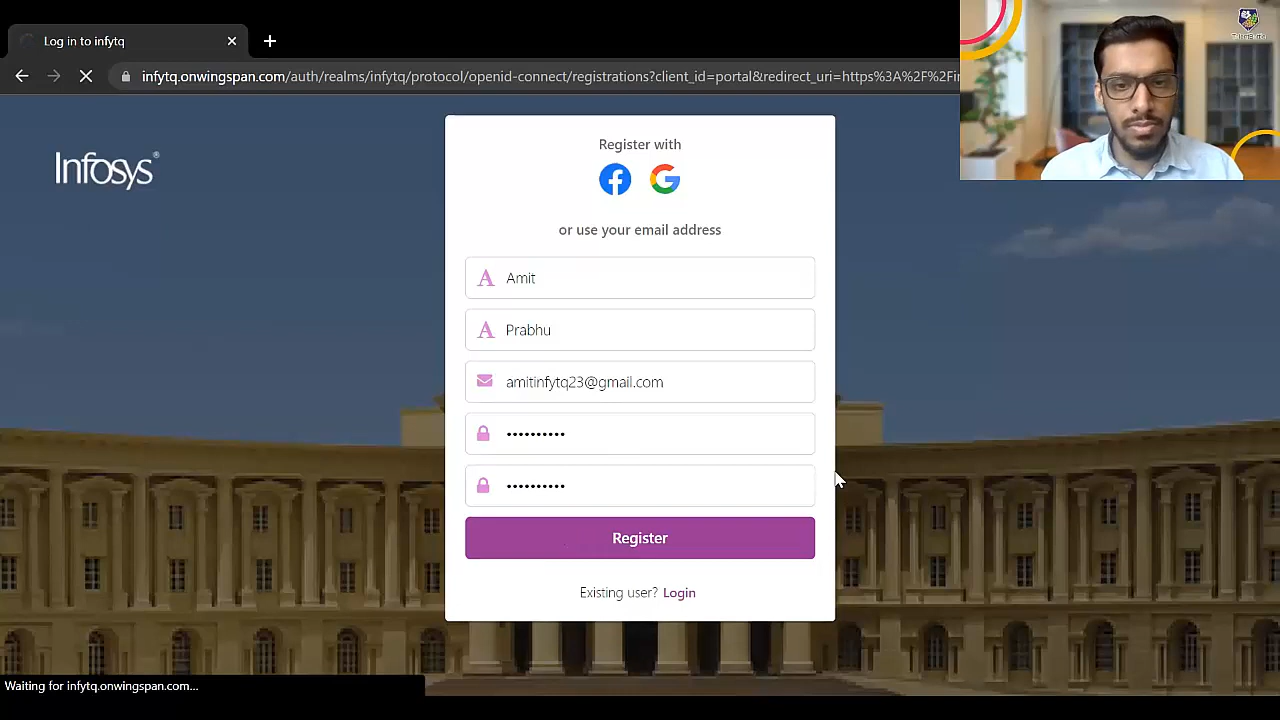 Log in to infytq
infytq.onwingspan.com/auth/realms/infytq/protocol/openid-connect/registrations?client_id=portal&redirect_uri=https%3A%2F%2Fir
Infosys®
Register with
or use your email address
Amit
Prabhu
amitinfytq23@gmail.com
••••••••••
••••••••••
Register
Existing user? Login
Waiting for infytq.onwingspan.com...